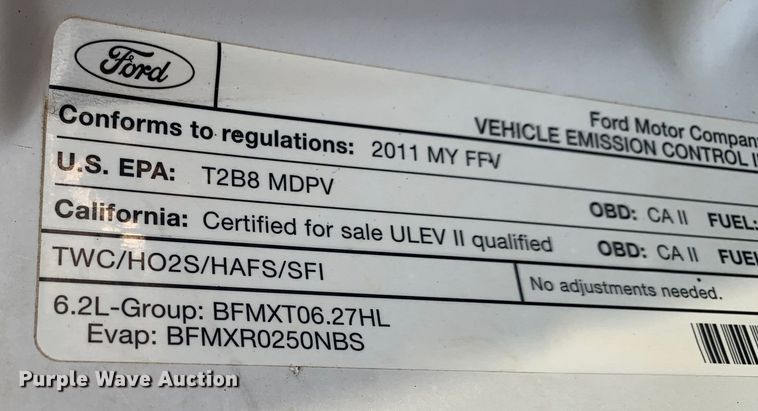 Ford
Ford Motor Company
VEHICLE EMISSION CONTROL
Conforms to regulations: 2011 MY FFV
U.S. EPA: T2B8 MDPV
OBD: CA II FUEL:
California: Certified for sale ULEV II qualified
OBD: CA II
TWC/HO2S/HAFS/SFI
No adjustments needed.
6.2L-Group: BFMXT06.27HL
Evap: BFMXR0250NBS
Purple Wave Auction